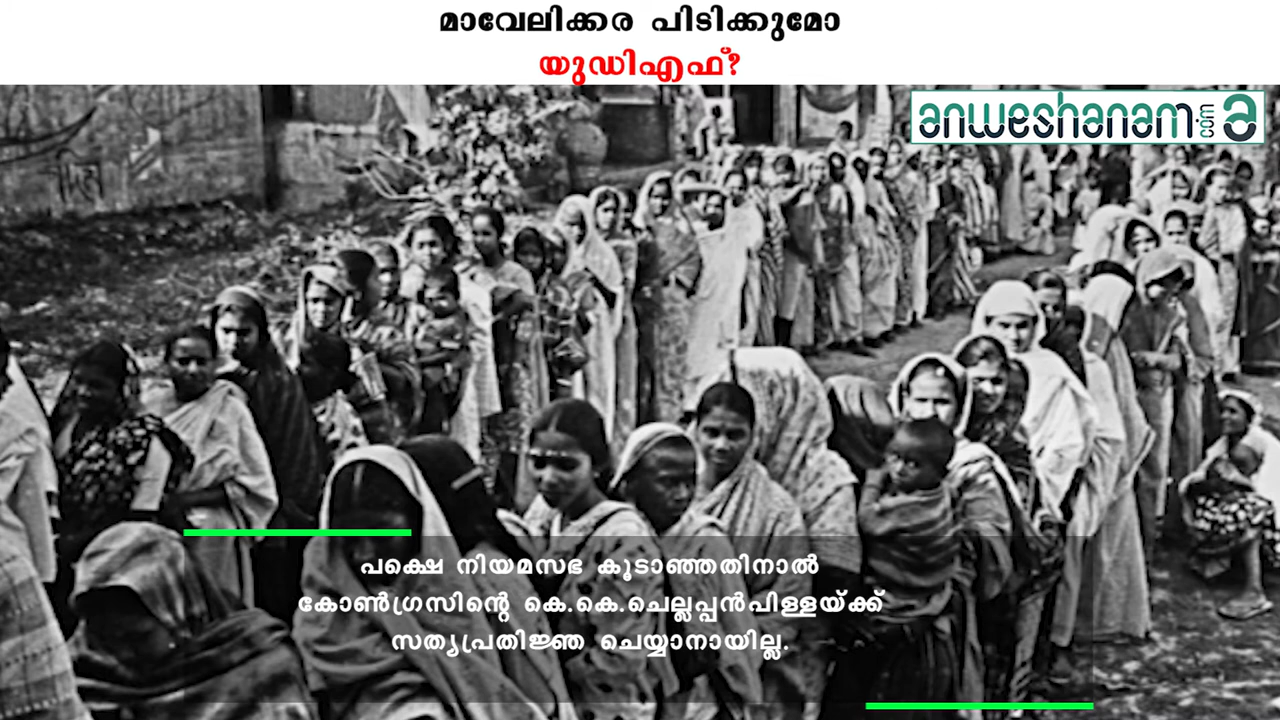 മാവേലിക്കര പിടിക്കുമോ
യുഡിഎഫ്?
anweshanam.com a
പക്ഷെ നിയമസഭ കൂടാഞ്ഞതിനാൽ
കോൺഗ്രസിന്റെ കെ.കെ.ചെല്ലപ്പൻപിള്ളയ്ക്ക്
സത്യപ്രതിജ്ഞ ചെയ്യാനായില്ല.